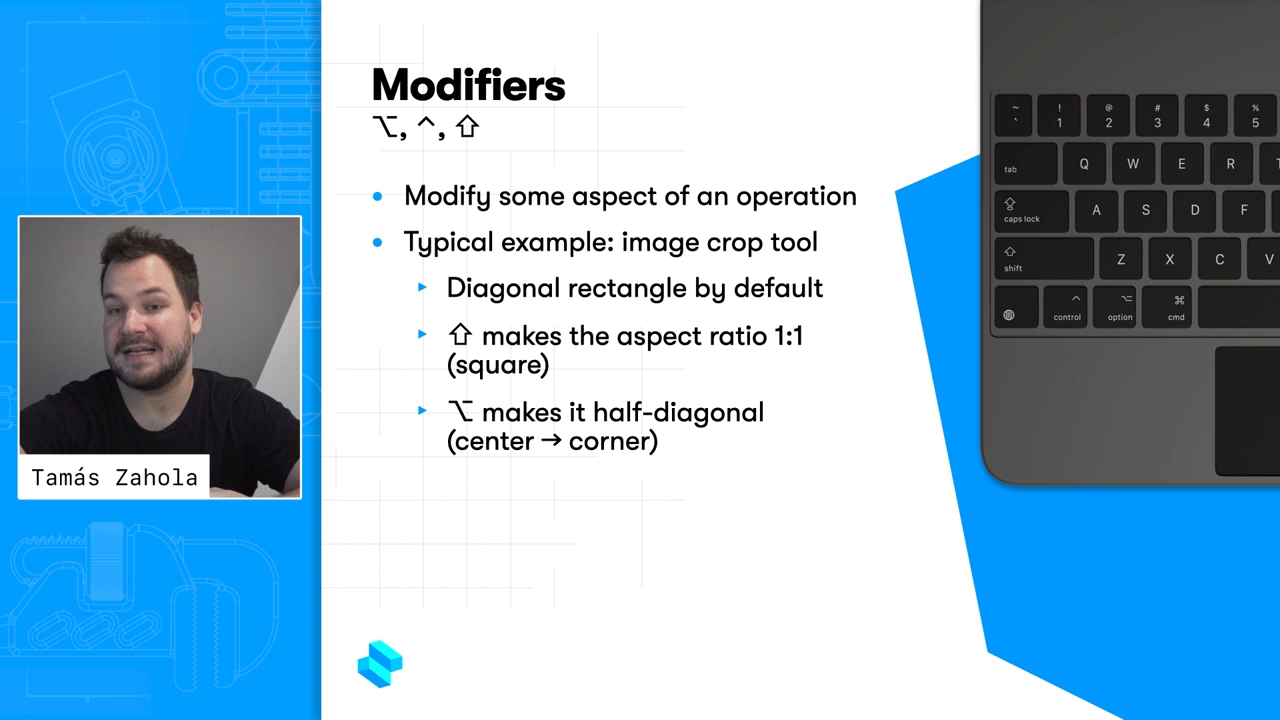 Modifiers
⌥, ⌃, ⇧
• Modify some aspect of an operation
• Typical example: image crop tool
▸ Diagonal rectangle by default
▸ ⇧ makes the aspect ratio 1:1
(square)
▸ ⌥ makes it half-diagonal
(center → corner)
Tamás Zahola
~ ! @ # $ %
` 1 2 3 4 5
tab Q W E R
caps lock A S D F
shift Z X C V
⌃ ⌥ ⌘
control option cmd